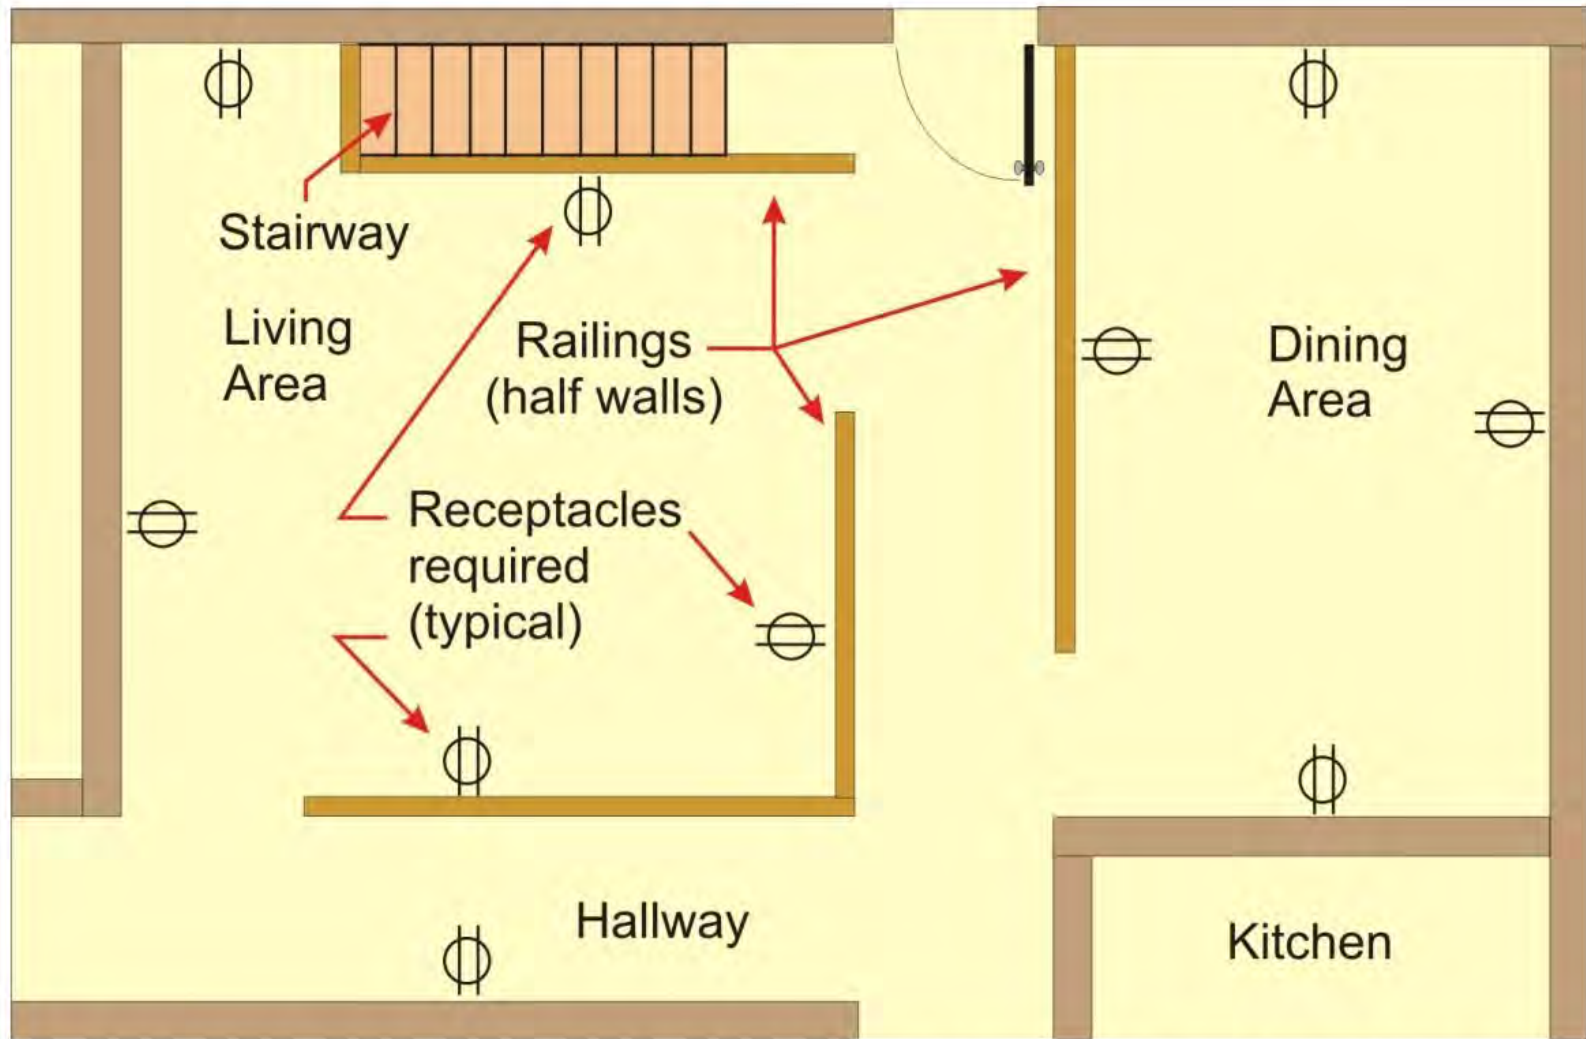 Stairway
Living
Area
Railings
(half walls)
Dining
Area
Receptacles
required
(typical)
Hallway
Kitchen